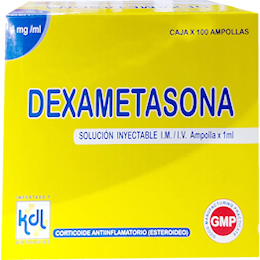 mg/ml
CAJA X 100 AMPOLLAS
DEXAMETASONA
SOLUCIÓN INYECTABLE I.M. / I.V. Ampolla x 1ml
kdl
GMP
CORTICOIDE ANTIINFLAMATORIO (ESTEROIDEO)